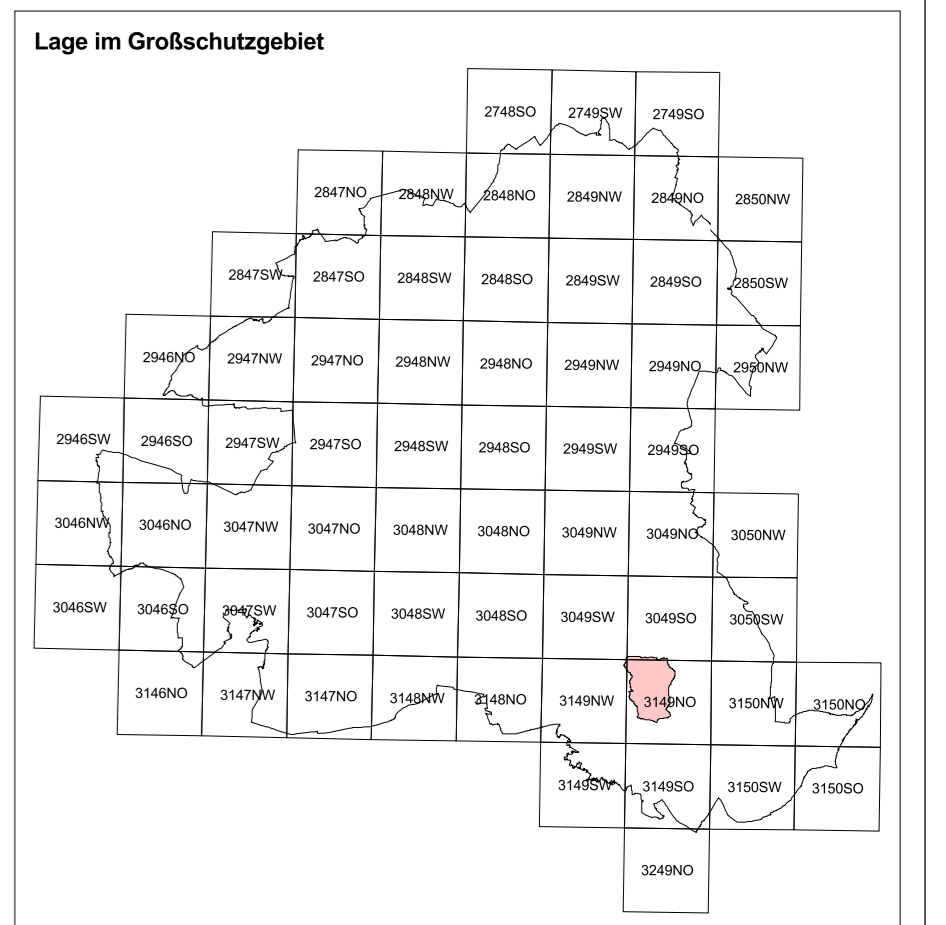 Lage im Großschutzgebiet
2748SO 2749SW 2749SO
2847NO 2848NW 2848NO 2849NW 2849NO 2850NW
2847SW 2847SO 2848SW 2848SO 2849SW 2849SO 2850SW
2946NO 2947NW 2947NO 2948NW 2948NO 2949NW 2949NO 2950NW
2946SW 2946SO 2947SW 2947SO 2948SW 2948SO 2949SW 2949SO
3046NW 3046NO 3047NW 3047NO 3048NW 3048NO 3049NW 3049NO 3050NW
3046SW 3046SO 3047SW 3047SO 3048SW 3048SO 3049SW 3049SO 3050SW
3146NO 3147NW 3147NO 3148NW 3148NO 3149NW 3149NO 3150NW 3150NO
3149SW 3149SO 3150SW 3150SO
3249NO